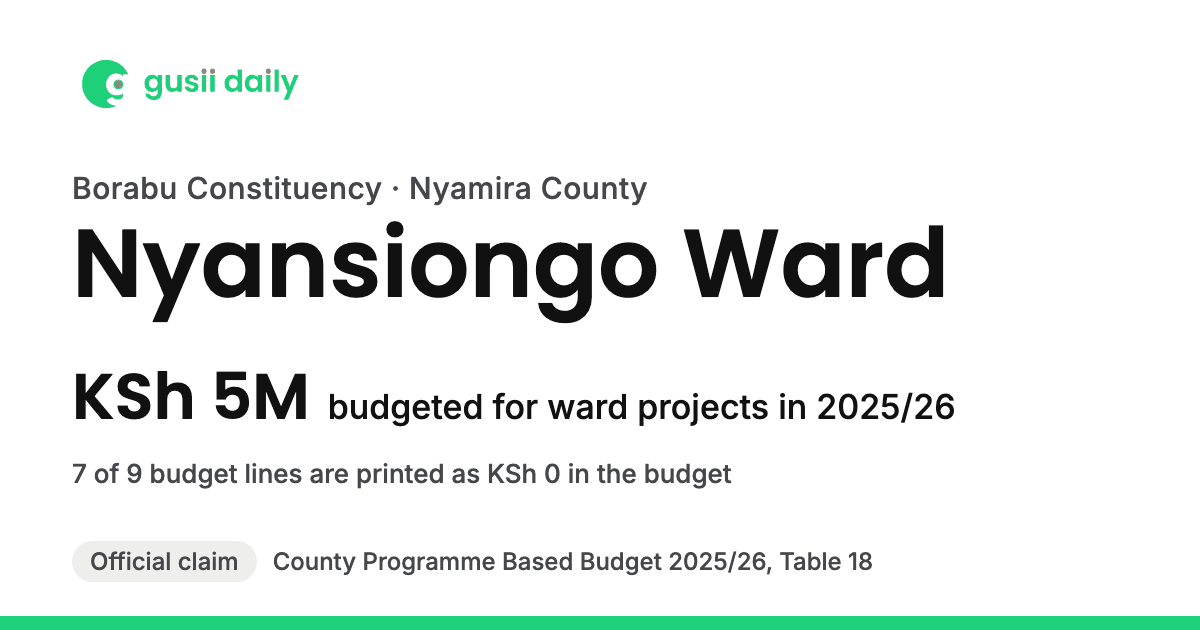 gusii daily
Borabu Constituency · Nyamira County
Nyansiongo Ward
KSh 5M budgeted for ward projects in 2025/26
7 of 9 budget lines are printed as KSh 0 in the budget
Official claim County Programme Based Budget 2025/26, Table 18